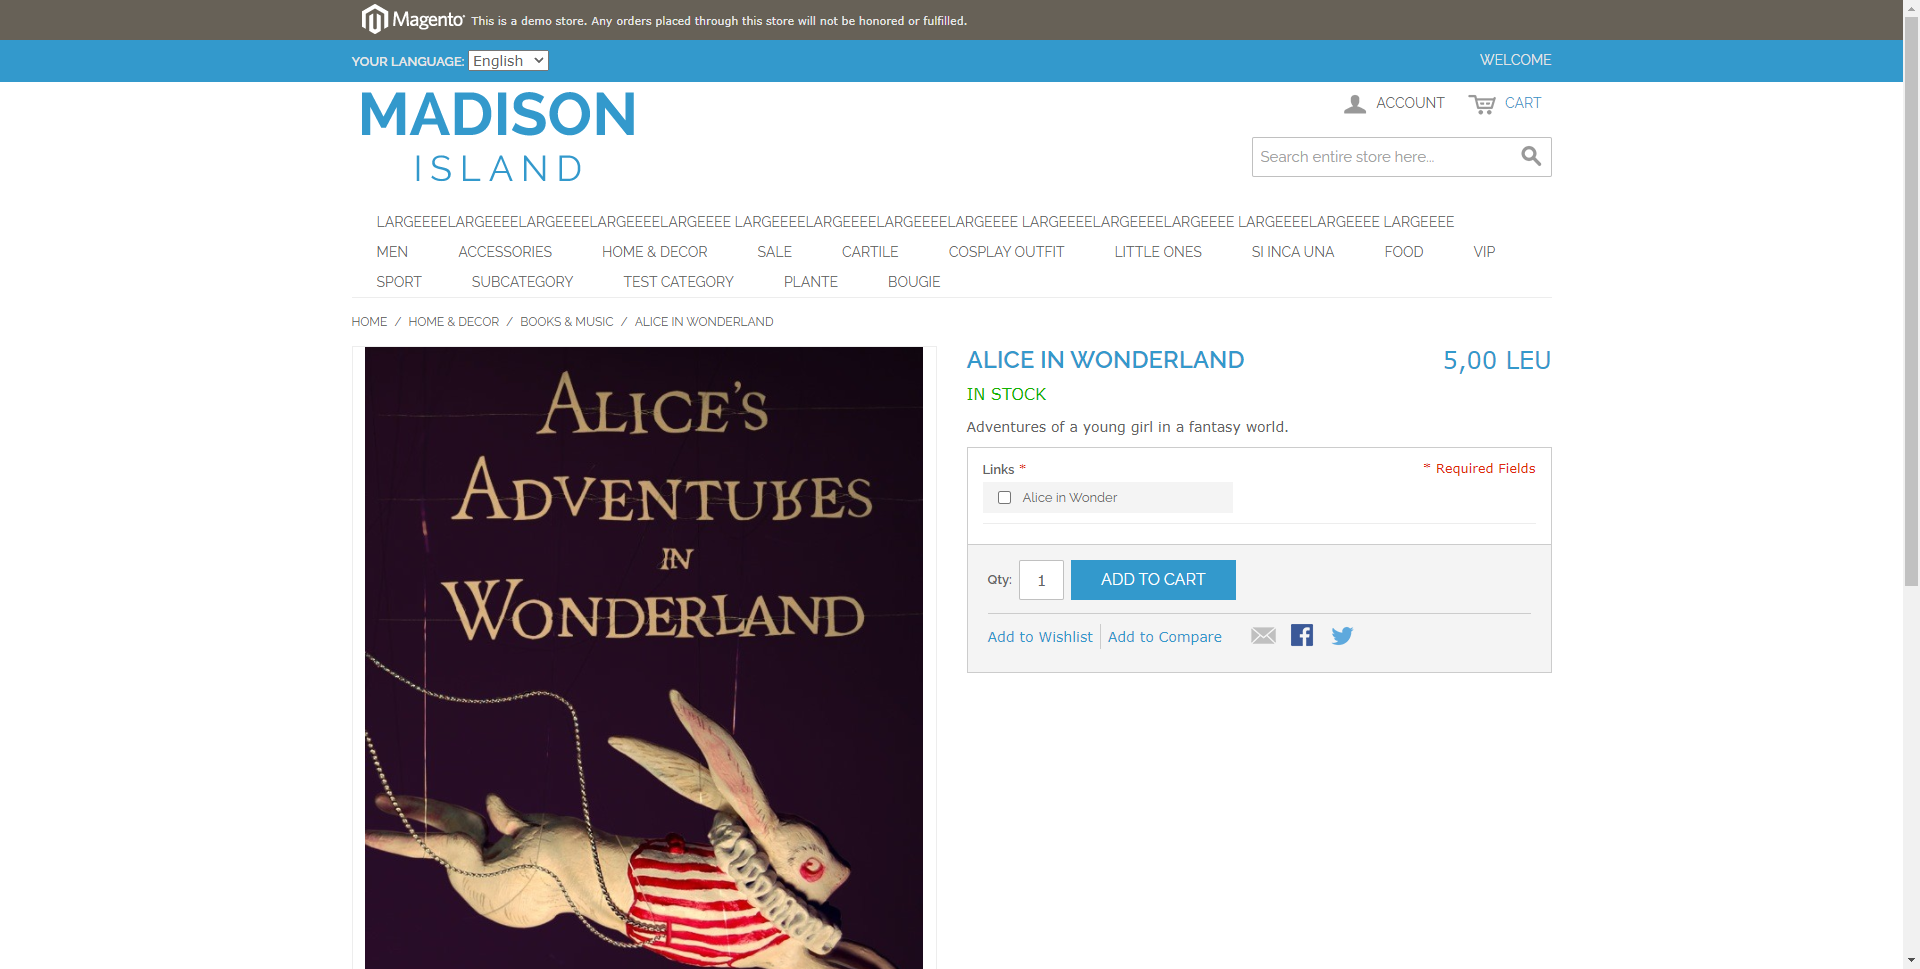 Magento® This is a demo store. Any orders placed through this store will not be honored or fulfilled.
YOUR LANGUAGE: English WELCOME
MADISON
ISLAND
ACCOUNT CART
Search entire store here...
LARGEEEELARGEEEELARGEEEELARGEEEELARGEEEE LARGEEEELARGEEEELARGEEEELARGEEEE LARGEEEELARGEEEELARGEEEE LARGEEEELARGEEEE LARGEEEE
MEN ACCESSORIES HOME & DECOR SALE CARTILE COSPLAY OUTFIT LITTLE ONES SI INCA UNA FOOD VIP
SPORT SUBCATEGORY TEST CATEGORY PLANTE BOUGIE
HOME / HOME & DECOR / BOOKS & MUSIC / ALICE IN WONDERLAND
ALICE'S
ADVENTURES
IN
WONDERLAND
ALICE IN WONDERLAND 5,00 LEU
IN STOCK
Adventures of a young girl in a fantasy world.
Links * * Required Fields
Alice in Wonder
Qty: 1 ADD TO CART
Add to Wishlist Add to Compare